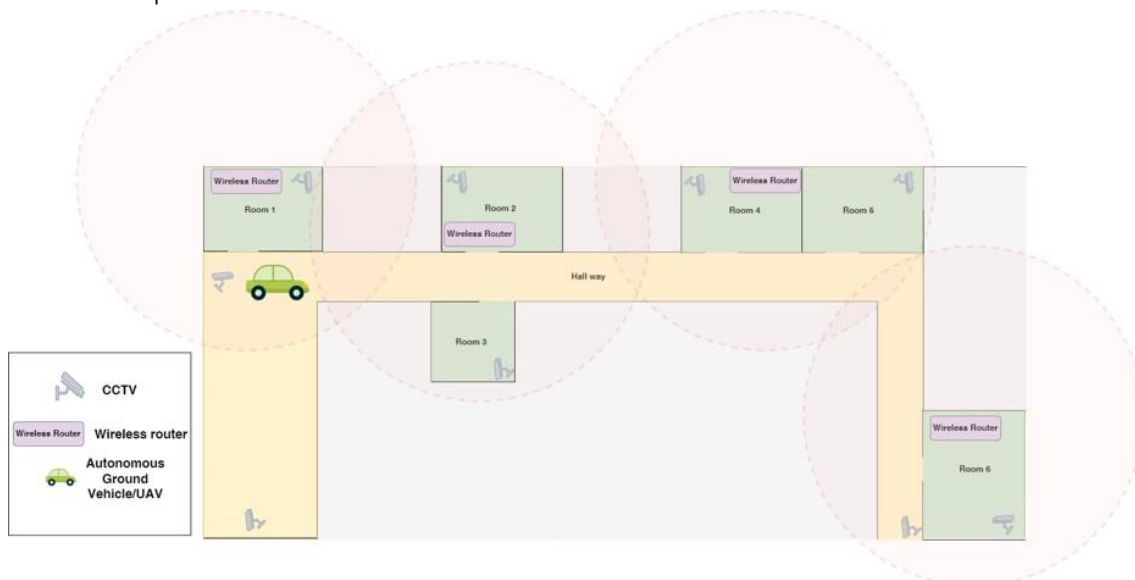 Wireless Router
Room 1
Room 2
Wireless Router
Wireless Router
Room 4
Room 5
Hall way
Room 3
CCTV
Wireless Router
Wireless router
Autonomous
Ground
Vehicle/UAV
Wireless Router
Room 6